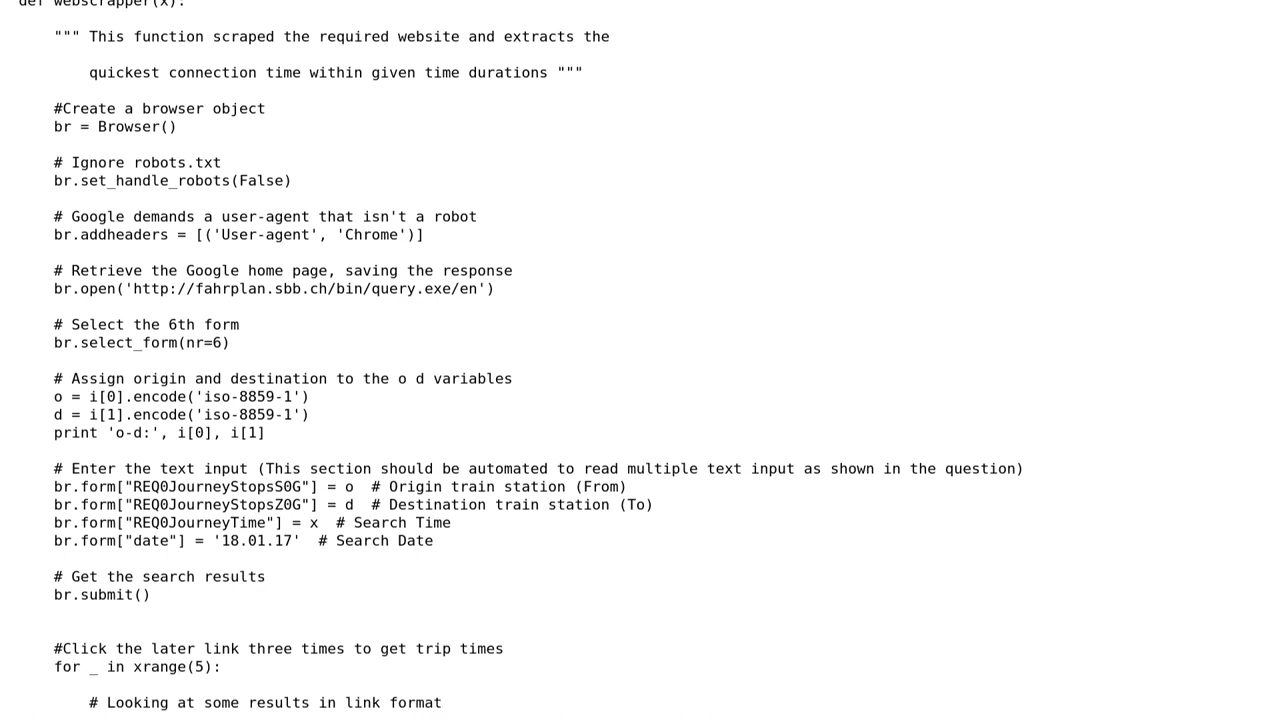 def webscrapper(x):
""" This function scraped the required website and extracts the
quickest connection time within given time durations """
#Create a browser object
br = Browser()
# Ignore robots.txt
br.set_handle_robots(False)
# Google demands a user-agent that isn't a robot
br.addheaders = [('User-agent', 'Chrome')]
# Retrieve the Google home page, saving the response
br.open('http://fahrplan.sbb.ch/bin/query.exe/en')
# Select the 6th form
br.select_form(nr=6)
# Assign origin and destination to the o d variables
o = i[0].encode('iso-8859-1')
d = i[1].encode('iso-8859-1')
print 'o-d:', i[0], i[1]
# Enter the text input (This section should be automated to read multiple text input as shown in the question)
br.form["REQ0JourneyStopsS0G"] = o  # Origin train station (From)
br.form["REQ0JourneyStopsZ0G"] = d  # Destination train station (To)
br.form["REQ0JourneyTime"] = x  # Search Time
br.form["date"] = '18.01.17'  # Search Date
# Get the search results
br.submit()
#Click the later link three times to get trip times
for _ in xrange(5):
# Looking at some results in link format